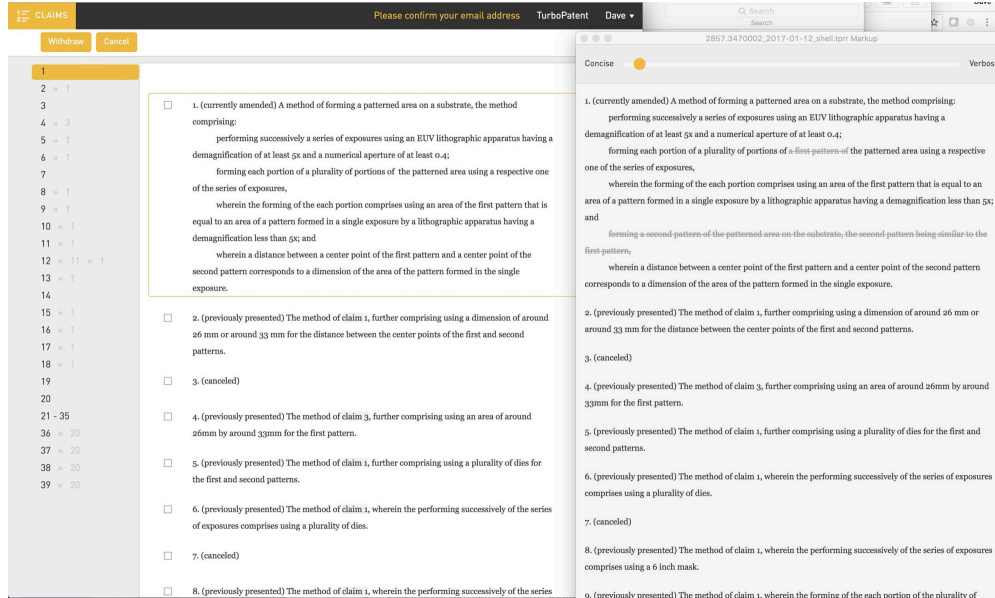 CLAIMS
Please confirm your email address TurboPatent Dave
Withdraw Cancel
1
2 » 1
3
4 » 3
5 » 1
6 » 1
7
8 » 1
9 » 1
10 » 1
11 » 1
12 » 11 » 1
13 » 1
14
15 » 1
16 » 1
17 » 1
18 » 1
19
20
21 - 35
36 » 20
37 » 20
38 » 20
39 » 20
1. (currently amended) A method of forming a patterned area on a substrate, the method
comprising:
performing successively a series of exposures using an EUV lithographic apparatus having a
demagnification of at least 5x and a numerical aperture of at least 0.4;
forming each portion of a plurality of portions of the patterned area using a respective one
of the series of exposures,
wherein the forming of the each portion comprises using an area of the first pattern that is
equal to an area of a pattern formed in a single exposure by a lithographic apparatus having a
demagnification less than 5x; and
wherein a distance between a center point of the first pattern and a center point of the
second pattern corresponds to a dimension of the area of the pattern formed in the single
exposure.
2. (previously presented) The method of claim 1, further comprising using a dimension of around
26 mm or around 33 mm for the distance between the center points of the first and second
patterns.
3. (canceled)
4. (previously presented) The method of claim 3, further comprising using an area of around
26mm by around 33mm for the first pattern.
5. (previously presented) The method of claim 1, further comprising using a plurality of dies for
the first and second patterns.
6. (previously presented) The method of claim 1, wherein the performing successively of the series
of exposures comprises using a plurality of dies.
7. (canceled)
8. (previously presented) The method of claim 1, wherein the performing successively of the series
Search
Search
2857.3470002_2017-01-12_shell.tprr Markup
Concise Verbos
1. (currently amended) A method of forming a patterned area on a substrate, the method comprising:
performing successively a series of exposures using an EUV lithographic apparatus having a
demagnification of at least 5x and a numerical aperture of at least 0.4;
forming each portion of a plurality of portions of a first pattern of the patterned area using a respective
one of the series of exposures,
wherein the forming of the each portion comprises using an area of the first pattern that is equal to an
area of a pattern formed in a single exposure by a lithographic apparatus having a demagnification less than 5x;
and
forming a second pattern of the patterned area on the substrate, the second pattern being similar to the
first pattern,
wherein a distance between a center point of the first pattern and a center point of the second pattern
corresponds to a dimension of the area of the pattern formed in the single exposure.
2. (previously presented) The method of claim 1, further comprising using a dimension of around 26 mm or
around 33 mm for the distance between the center points of the first and second patterns.
3. (canceled)
4. (previously presented) The method of claim 3, further comprising using an area of around 26mm by around
33mm for the first pattern.
5. (previously presented) The method of claim 1, further comprising using a plurality of dies for the first and
second patterns.
6. (previously presented) The method of claim 1, wherein the performing successively of the series of exposures
comprises using a plurality of dies.
7. (canceled)
8. (previously presented) The method of claim 1, wherein the performing successively of the series of exposures
comprises using a 6 inch mask.
9. (previously presented) The method of claim 1, wherein the forming of the each portion of the plurality of